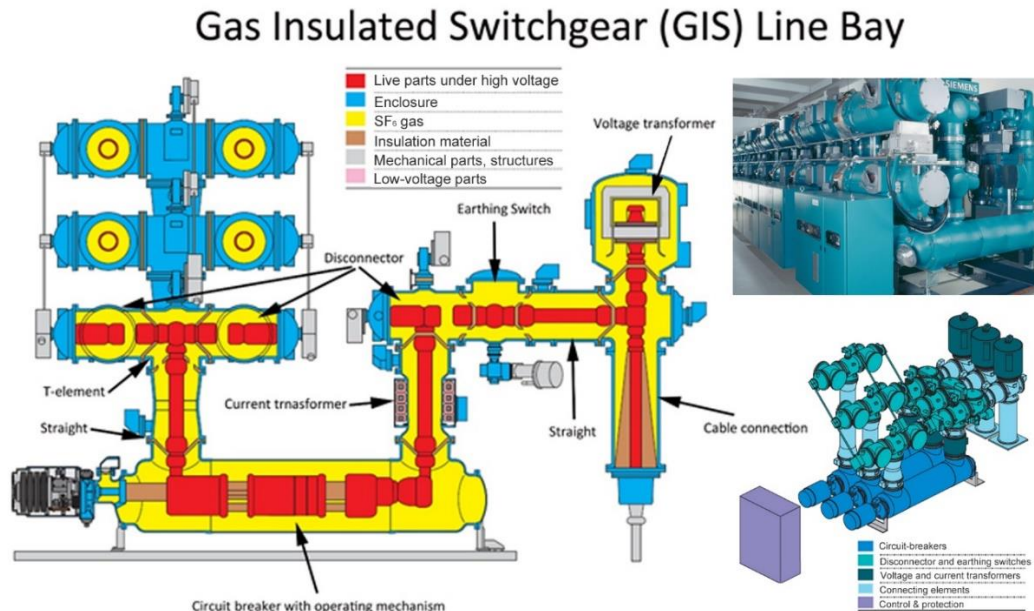 Gas Insulated Switchgear (GIS) Line Bay
Live parts under high voltage
Enclosure
SF₆ gas
Insulation material
Mechanical parts, structures
Low-voltage parts
Voltage transformer
SIEMENS
Earthing Switch
Disconnector
T-element
Current trnasformer
Straight
Straight
Cable connection
Circuit breaker with operating mechanism
Circuit-breakers
Disconnector and earthing switches
Voltage and current transformers
Connecting elements
Control & protection